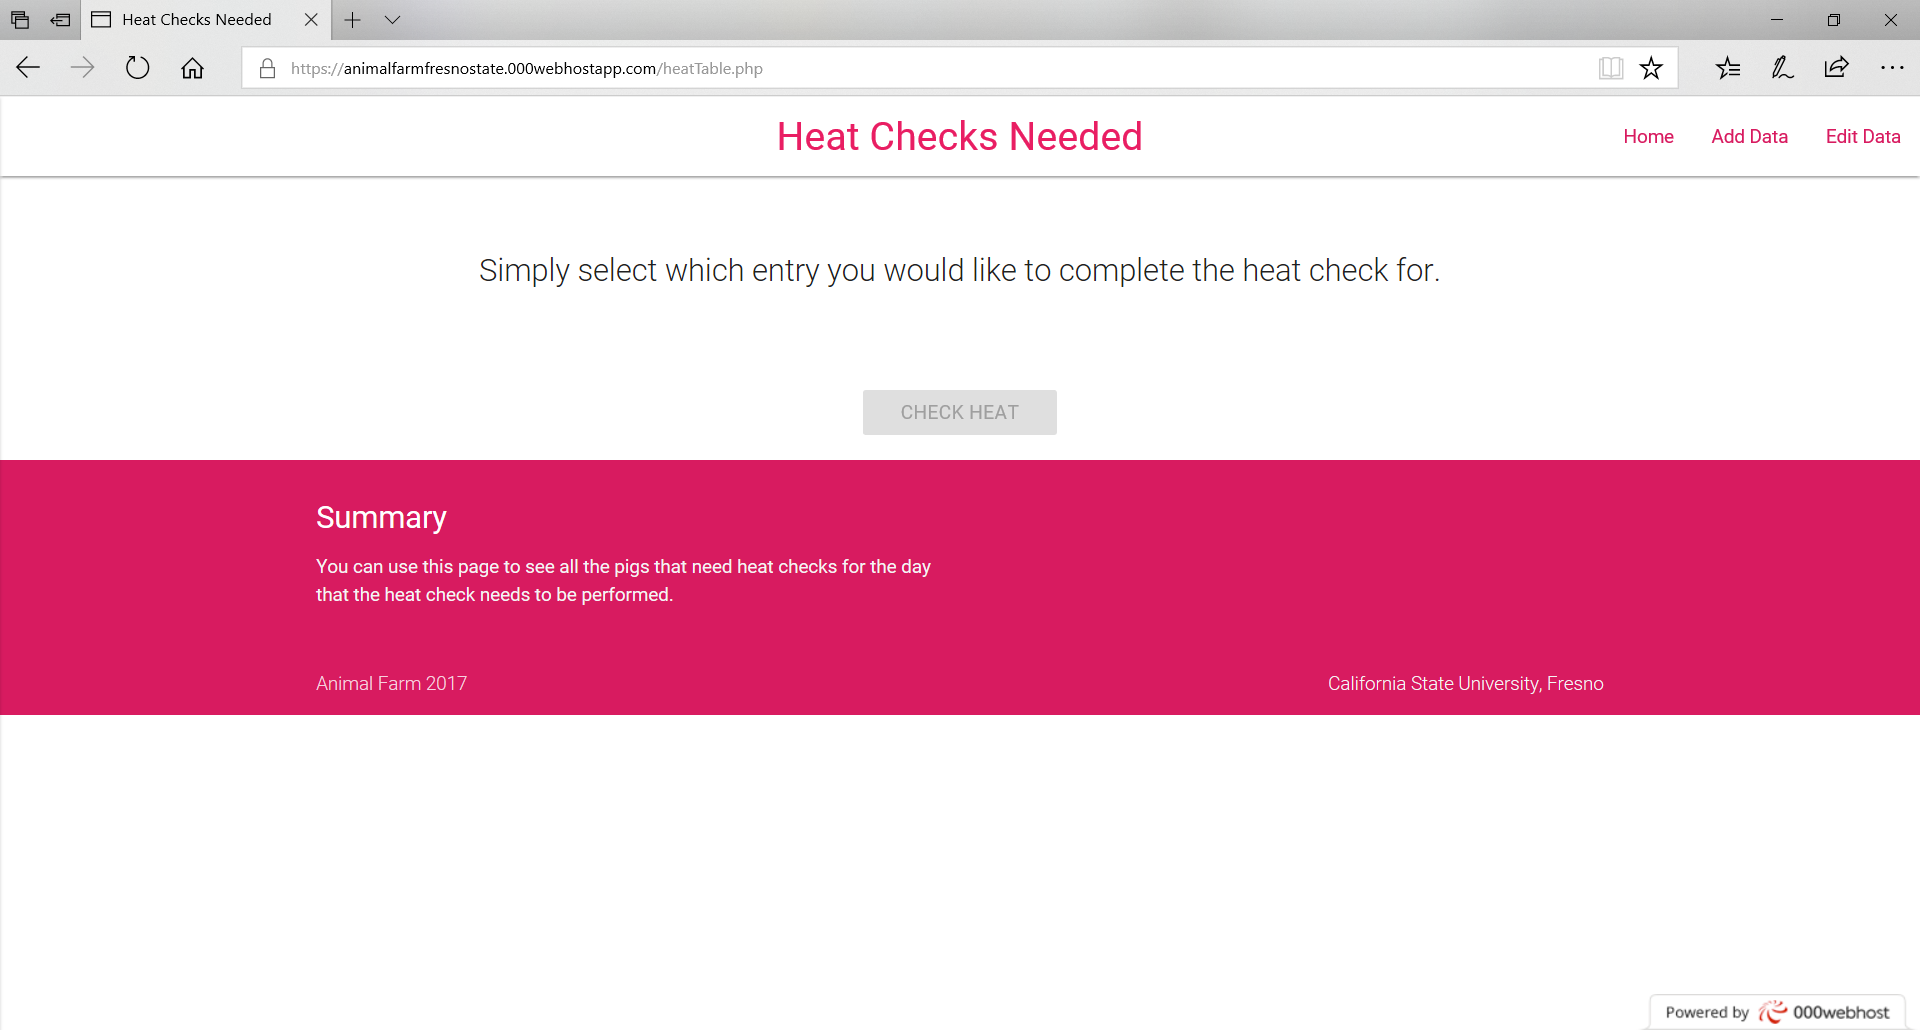 Heat Checks Needed
https://animalfarmfresnostate.000webhostapp.com/heatTable.php
Heat Checks Needed
Home
Add Data
Edit Data
Simply select which entry you would like to complete the heat check for.
CHECK HEAT
Summary
You can use this page to see all the pigs that need heat checks for the day
that the heat check needs to be performed.
Animal Farm 2017
California State University, Fresno
Powered by 000webhost